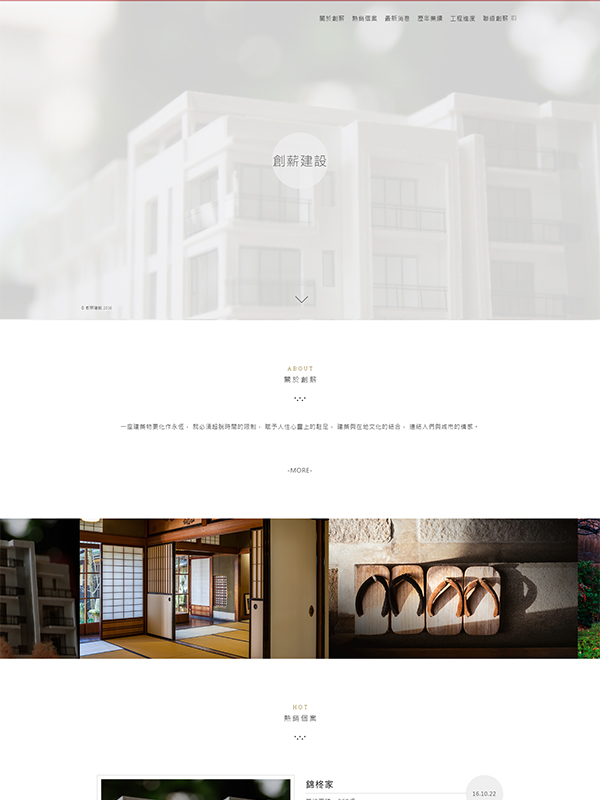 關於創薪 熱銷個案 最新消息 歷年業績 工程進度 聯絡創薪
創薪建設
© 創薪建設 2016
ABOUT
關於創薪
一座建築物要化作永恆，我必須超脫時間的限制，賦予人性心靈上的駐足，建築與在地文化的結合，連結人們與城市的情感。
-MORE-
HOT
熱銷個案
錦柊家
16.10.22